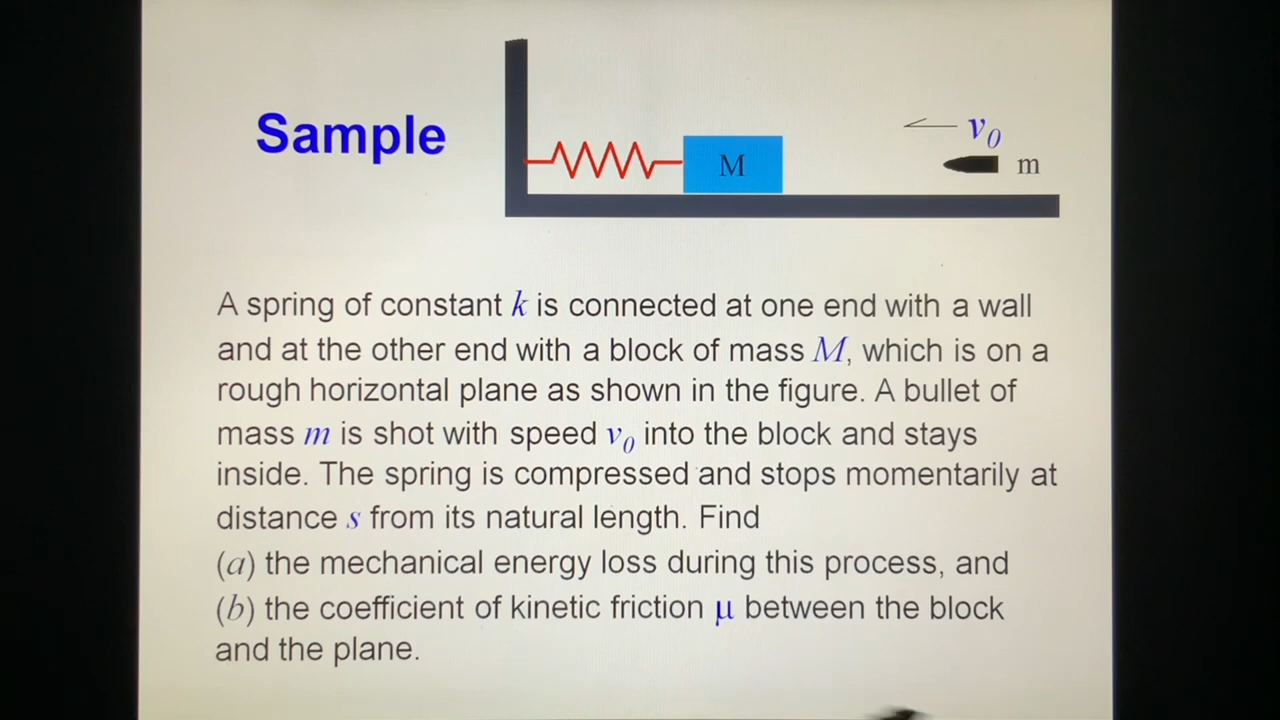 Sample
v0
M
m
A spring of constant k is connected at one end with a wall
and at the other end with a block of mass M, which is on a
rough horizontal plane as shown in the figure. A bullet of
mass m is shot with speed v0 into the block and stays
inside. The spring is compressed and stops momentarily at
distance s from its natural length. Find
(a) the mechanical energy loss during this process, and
(b) the coefficient of kinetic friction μ between the block
and the plane.